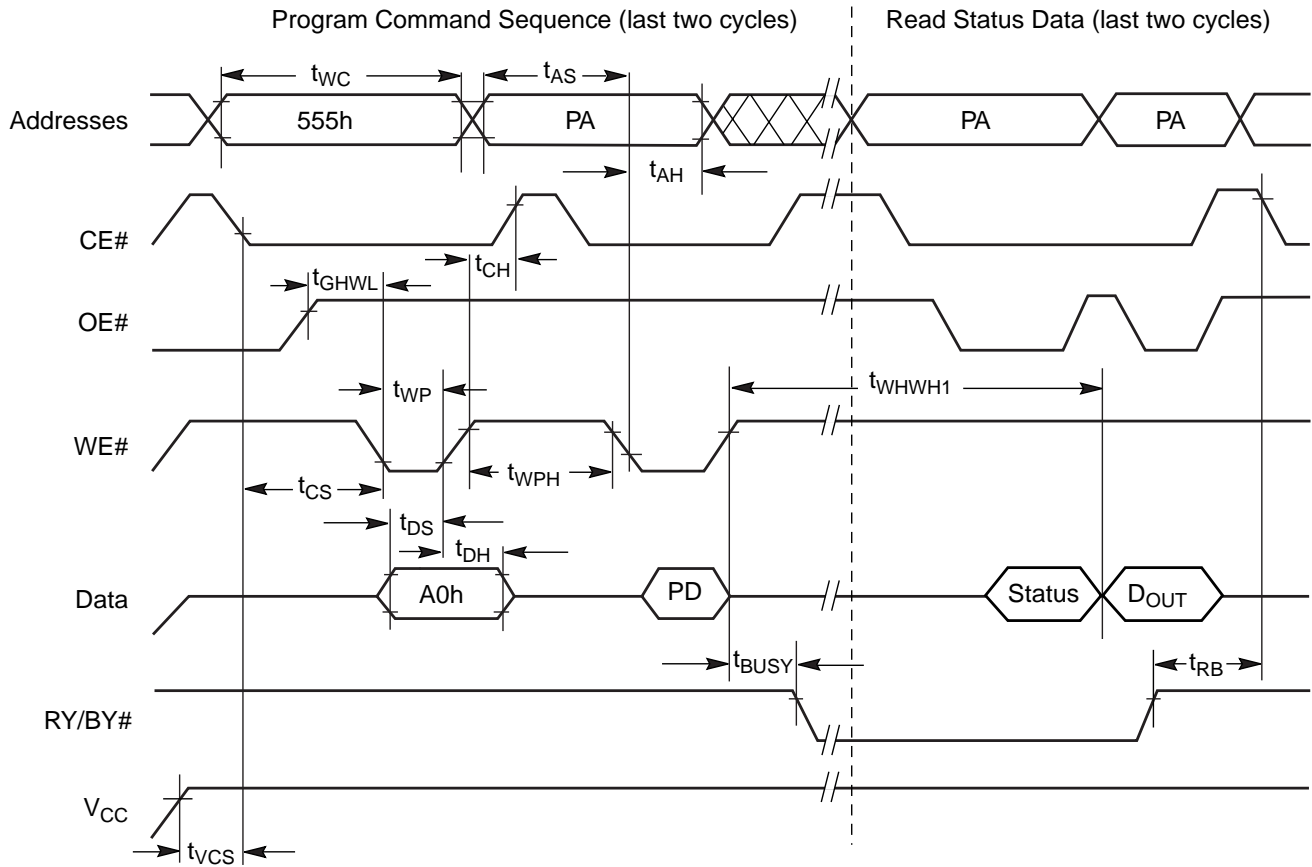 Program Command Sequence (last two cycles)
Read Status Data (last two cycles)
tWC
tAS
Addresses
555h
PA
PA
PA
tAH
CE#
tCH
tGHWL
OE#
tWP
tWHWH1
WE#
tWPH
tCS
tDS
tDH
Data
A0h
PD
Status
DOUT
tBUSY
tRB
RY/BY#
VCC
tVCS